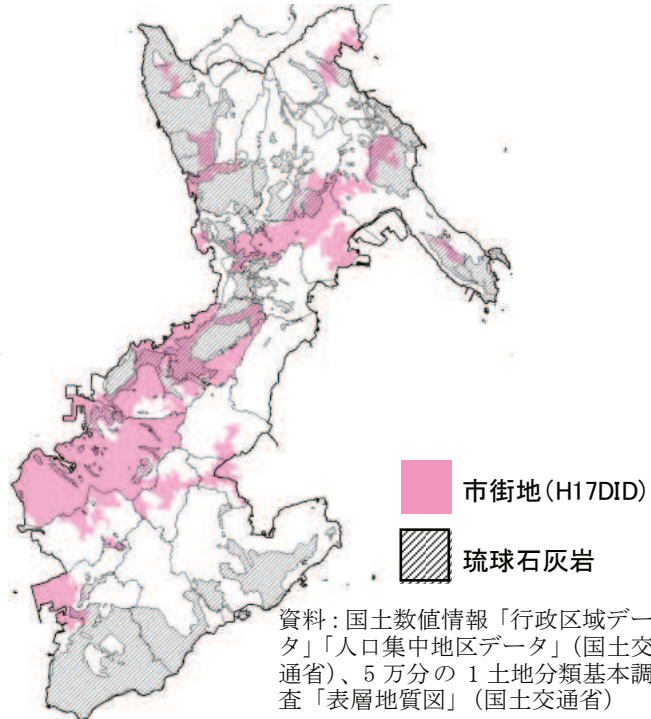 市街地(H17DID)
琉球石灰岩
資料:国土数値情報「行政区域デー
タ」「人口集中地区データ」(国土交
通省)、5 万分の 1 土地分類基本調
査「表層地質図」(国土交通省)